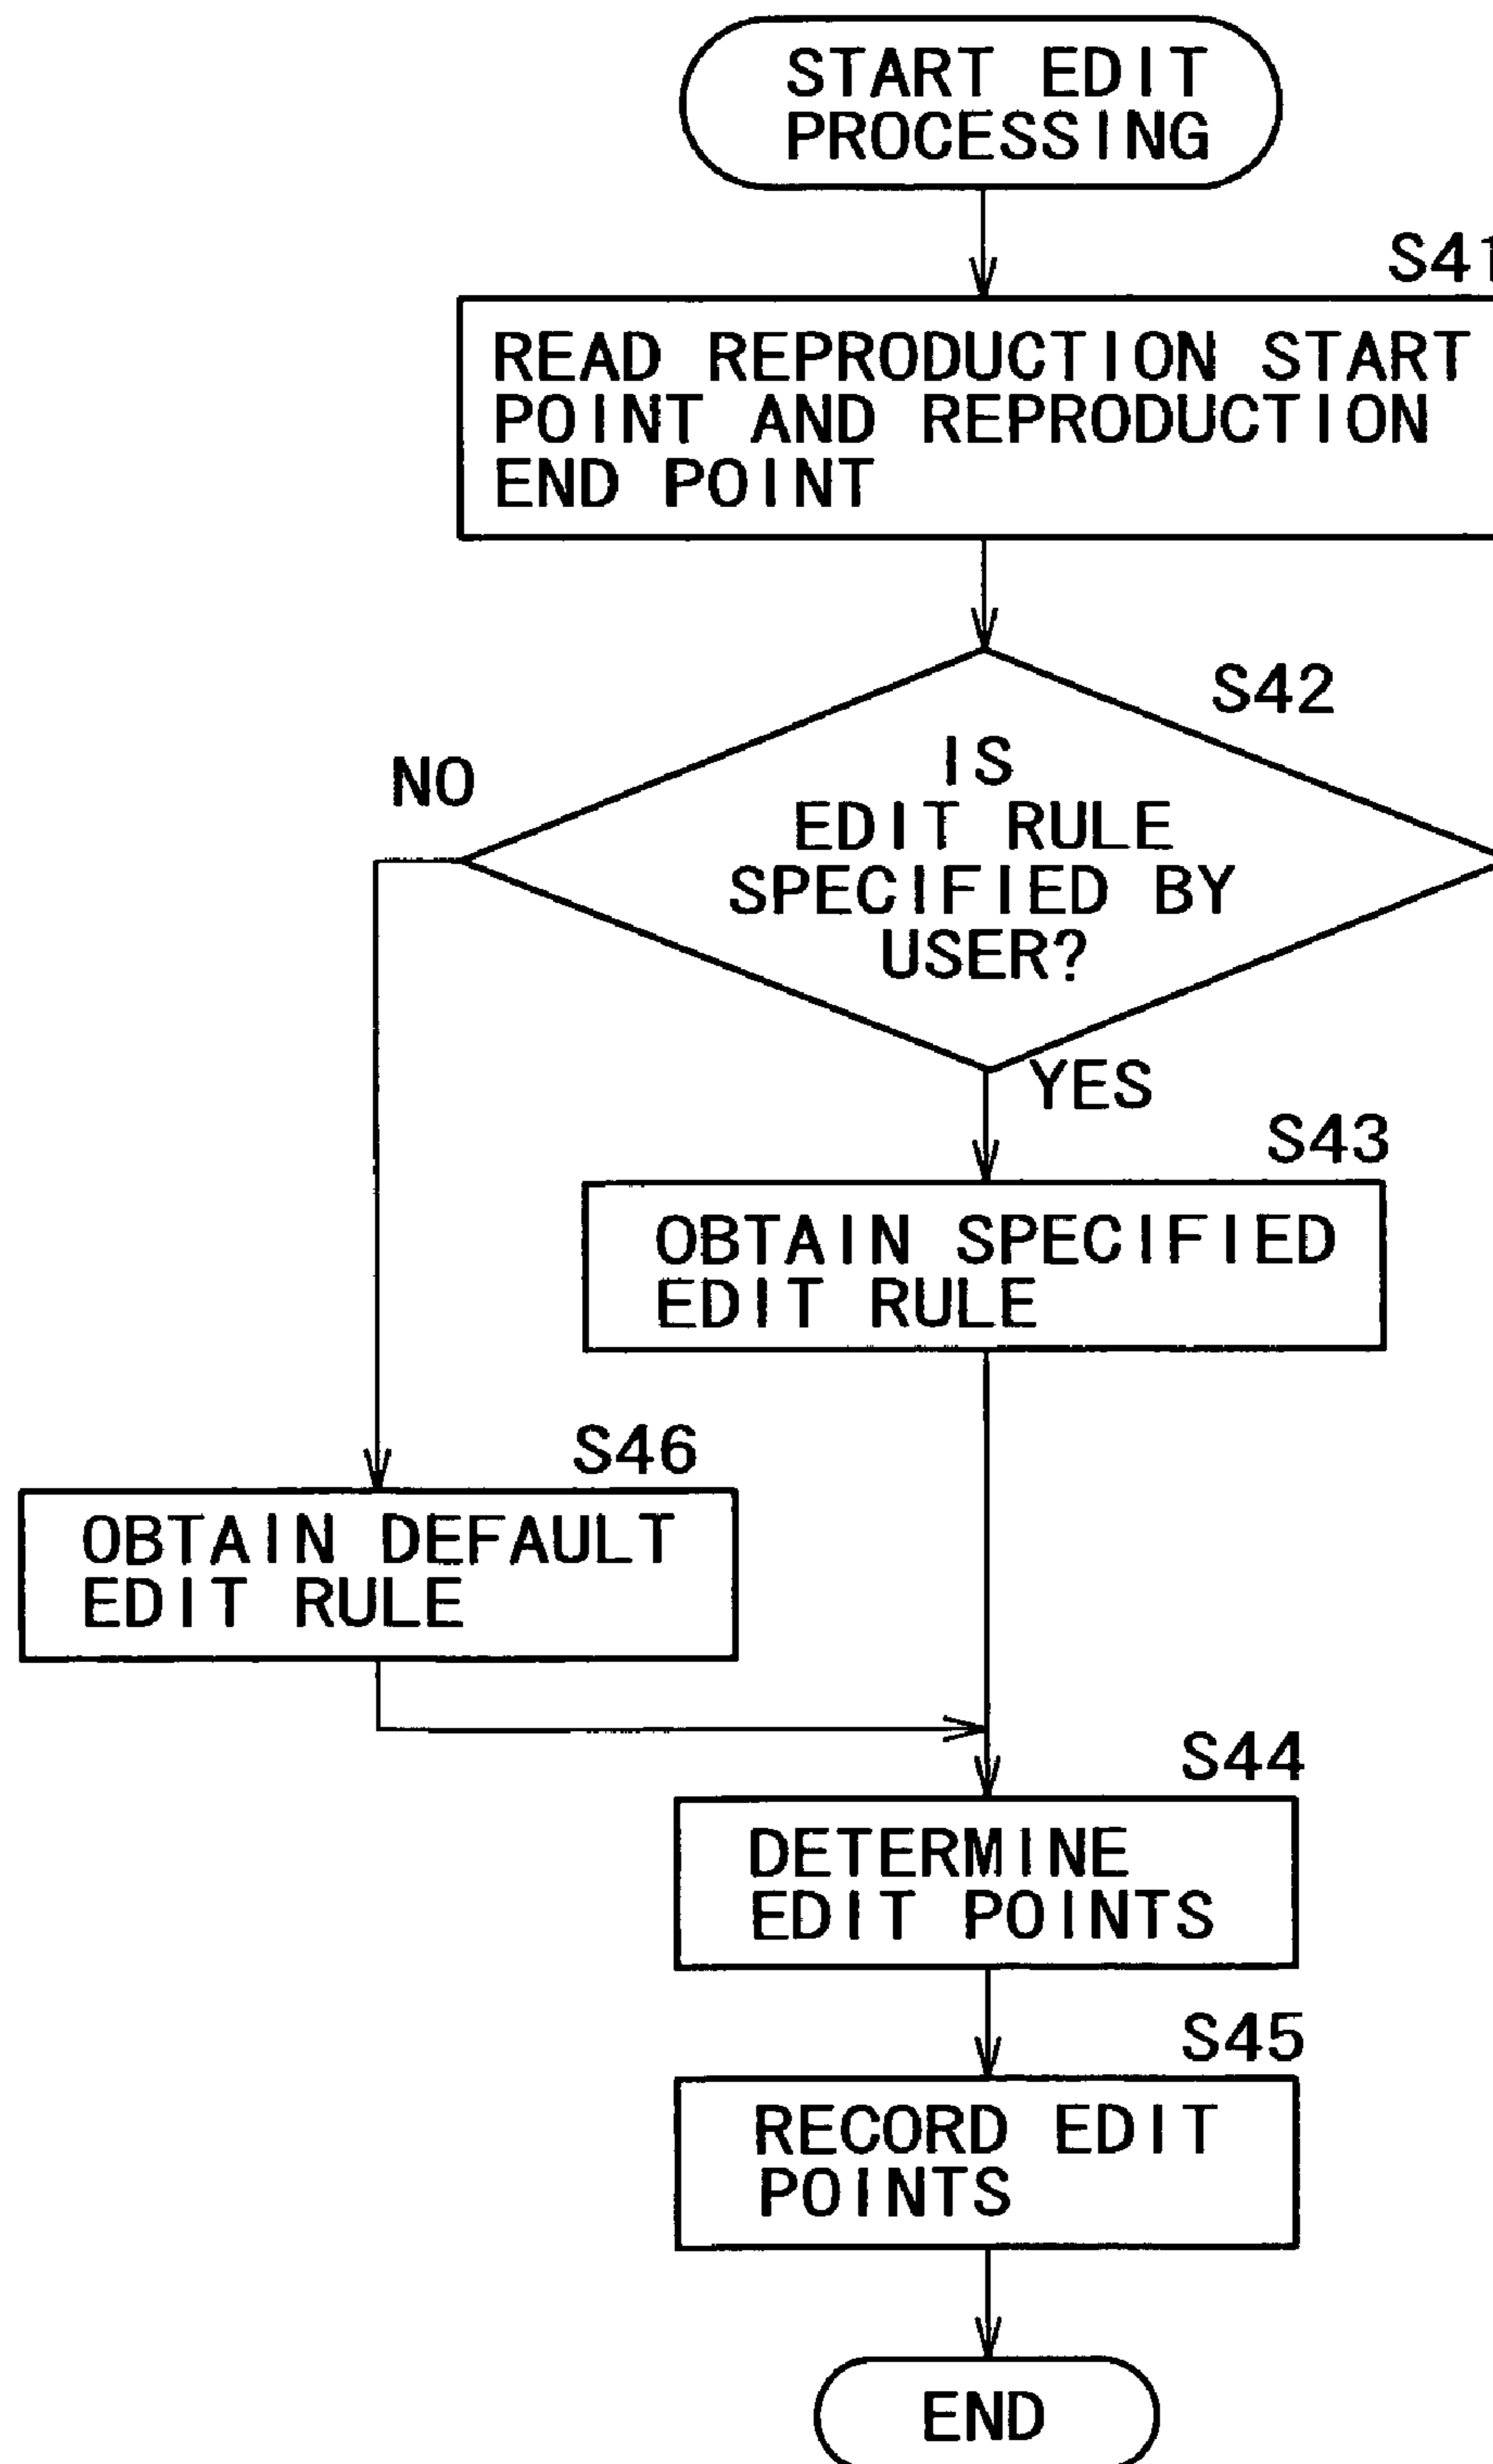 START EDIT
PROCESSING
S41
READ REPRODUCTION START
POINT AND REPRODUCTION
END POINT
S42
NO
IS
EDIT RULE
SPECIFIED BY
USER?
YES
S43
OBTAIN SPECIFIED
EDIT RULE
S46
OBTAIN DEFAULT
EDIT RULE
S44
DETERMINE
EDIT POINTS
S45
RECORD EDIT
POINTS
END